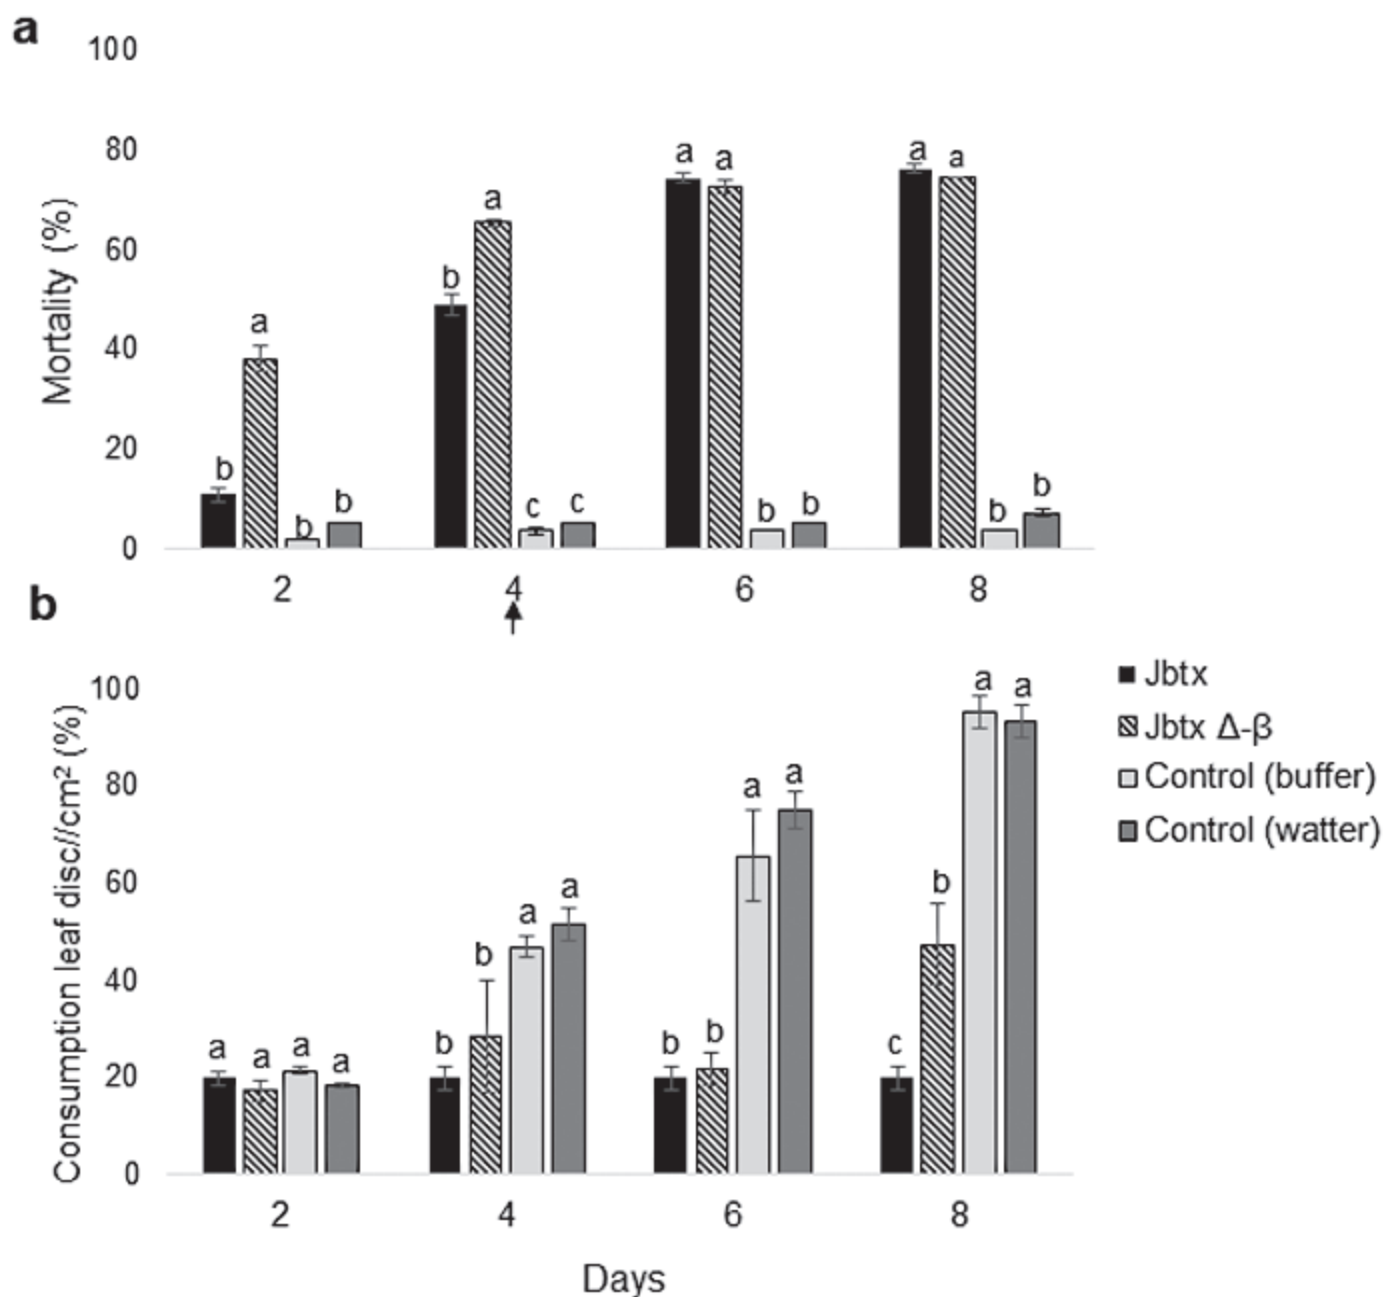 a
Mortality (%)
100
80
60
40
20
0
b a b b
b a c c
a a b b
a a b b
2 4 6 8
b
Consumption leaf disc//cm² (%)
100
80
60
40
20
0
a a a a
b b a a
b b a a
c b a a
2 4 6 8
Days
Jbtx
Jbtx Δ-β
Control (buffer)
Control (watter)